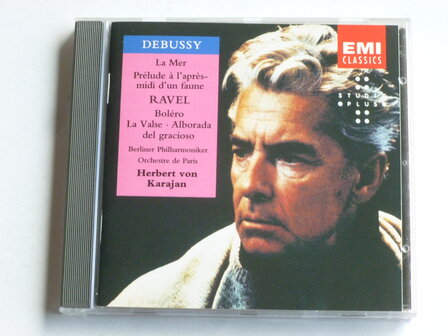 DEBUSSY
La Mer
Prélude à l'après-
midi d'un faune
RAVEL
Boléro
La Valse · Alborada
del gracioso
Berliner Philharmoniker
Orchestre de Paris
Herbert von
Karajan
EMI
CLASSICS
STUDIO
PLUS